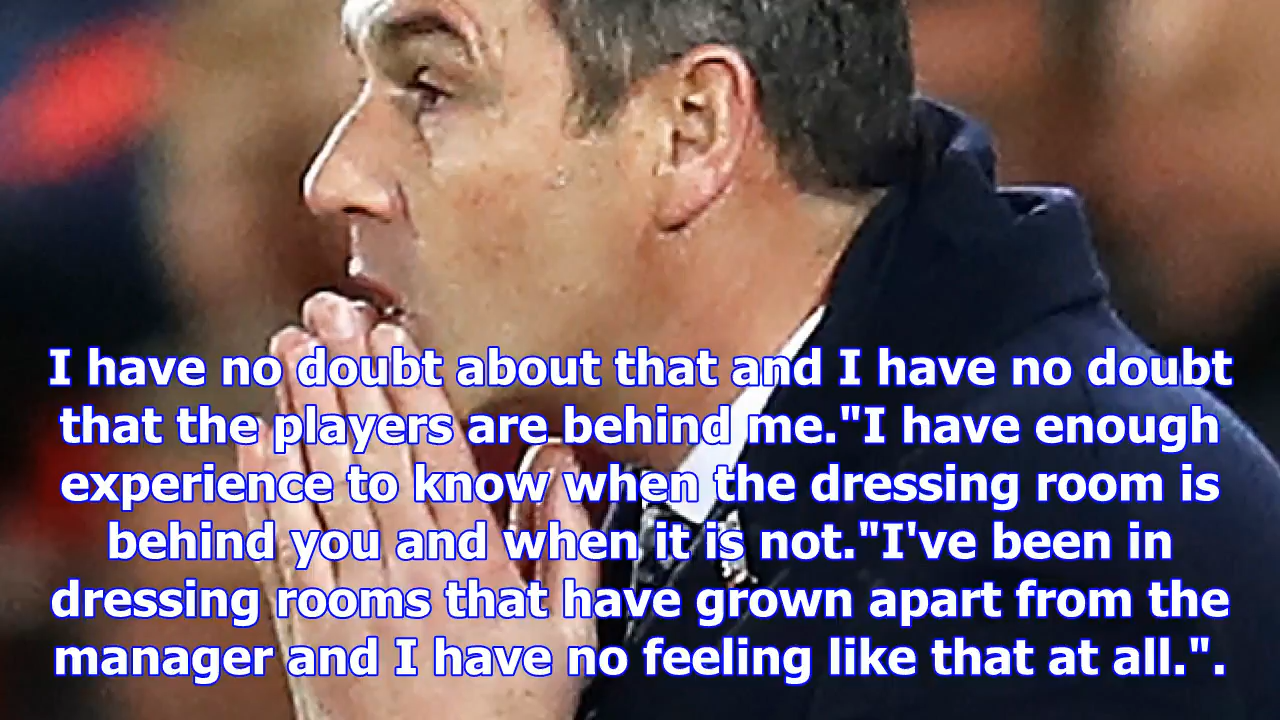 I have no doubt about that and I have no doubt
that the players are behind me."I have enough
experience to know when the dressing room is
behind you and when it is not."I've been in
dressing rooms that have grown apart from the
manager and I have no feeling like that at all.".